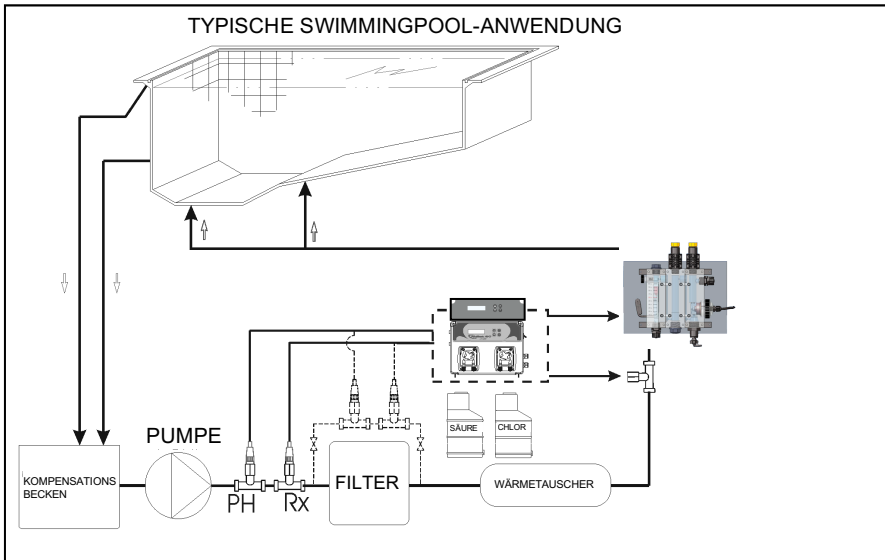 TYPISCHE SWIMMINGPOOL-ANWENDUNG
SÄURE
CHLOR
PUMPE
KOMPENSATIONS
BECKEN
PH
Rx
FILTER
WÄRMETAUSCHER